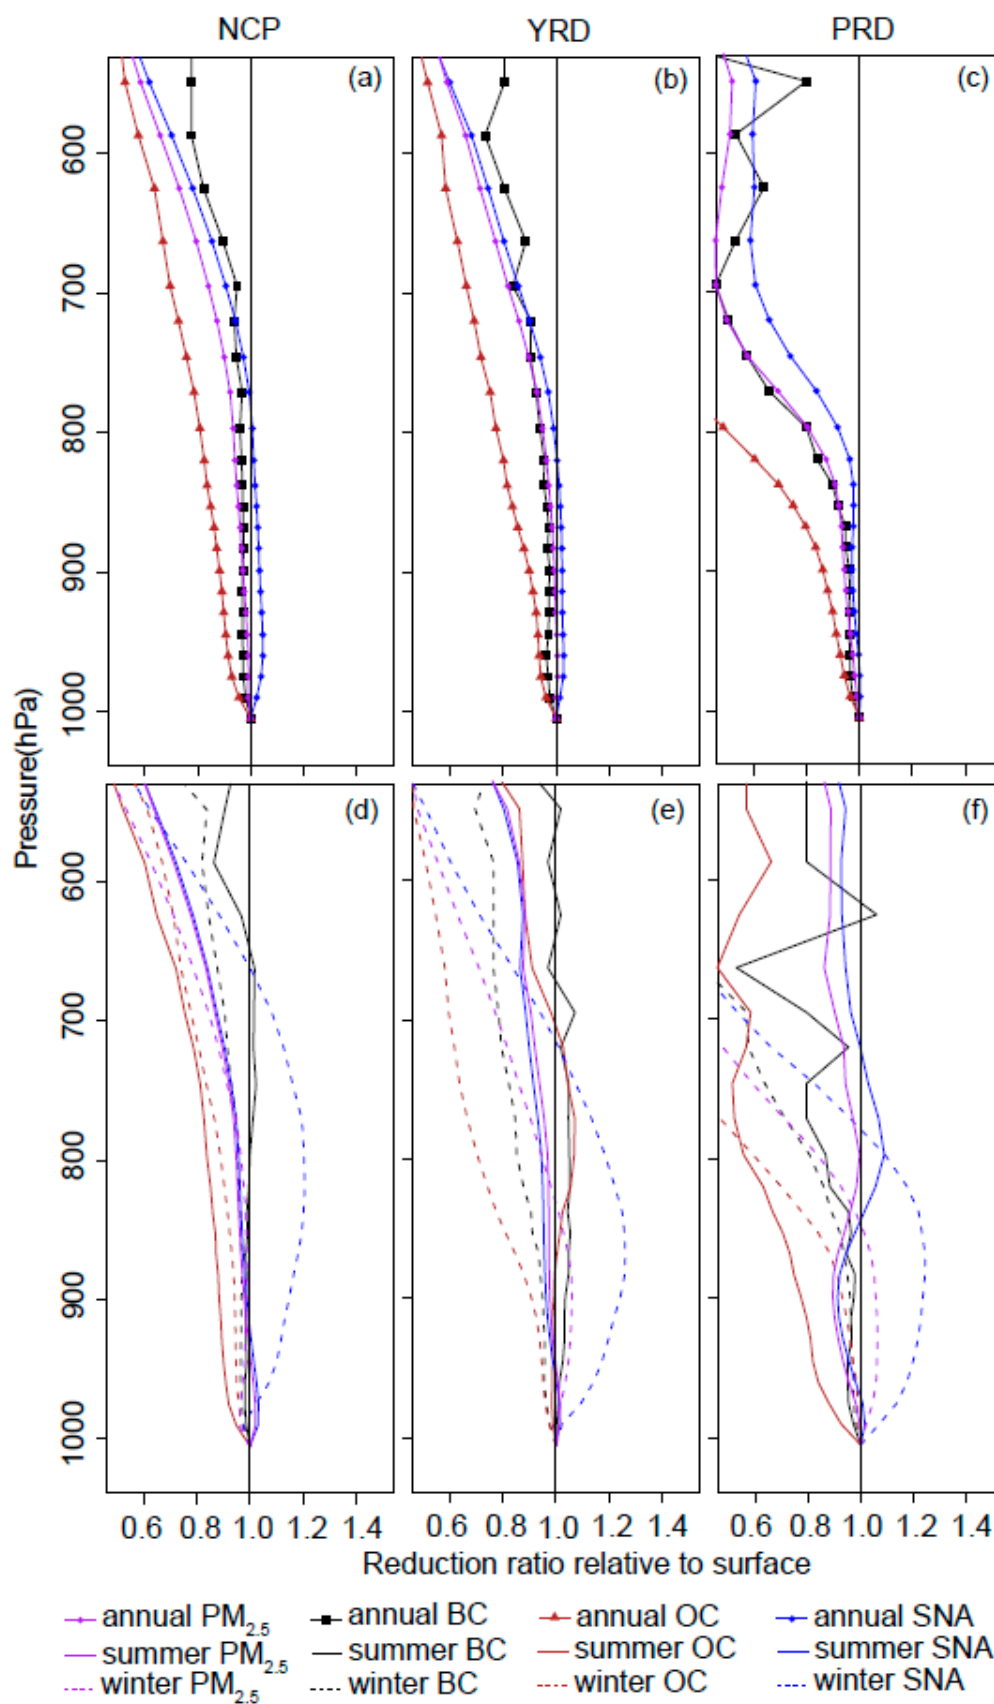 NCP YRD PRD
(a) (b) (c)
600
700
800
900
1000
Pressure(hPa)
(d) (e) (f)
600
700
800
900
1000
0.6 0.8 1.0 1.2 1.4 0.6 0.8 1.0 1.2 1.4 0.6 0.8 1.0 1.2 1.4
Reduction ratio relative to surface
annual PM2.5 annual BC annual OC annual SNA
summer PM2.5 summer BC summer OC summer SNA
winter PM2.5 winter BC winter OC winter SNA